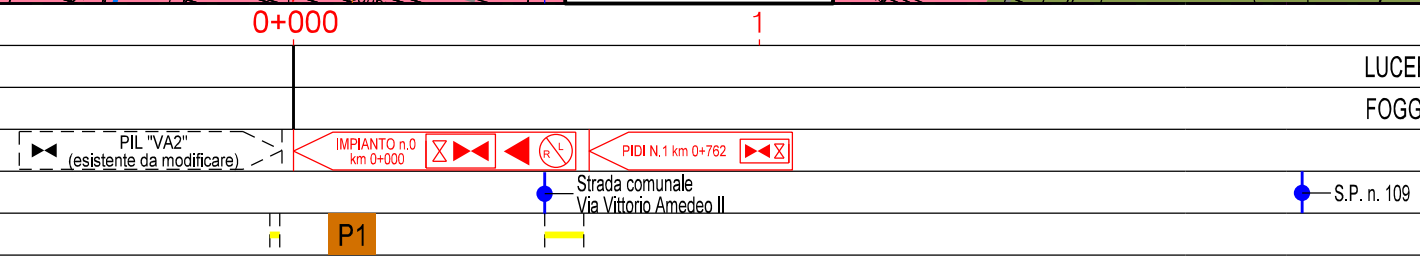 0+000
1
LUCE
FOGG
PIL "VA2"
(esistente da modificare)
IMPIANTO n.0
km 0+000
R L
PIDI N.1 km 0+762
Strada comunale
Via Vittorio Amedeo II
S.P. n. 109
P1